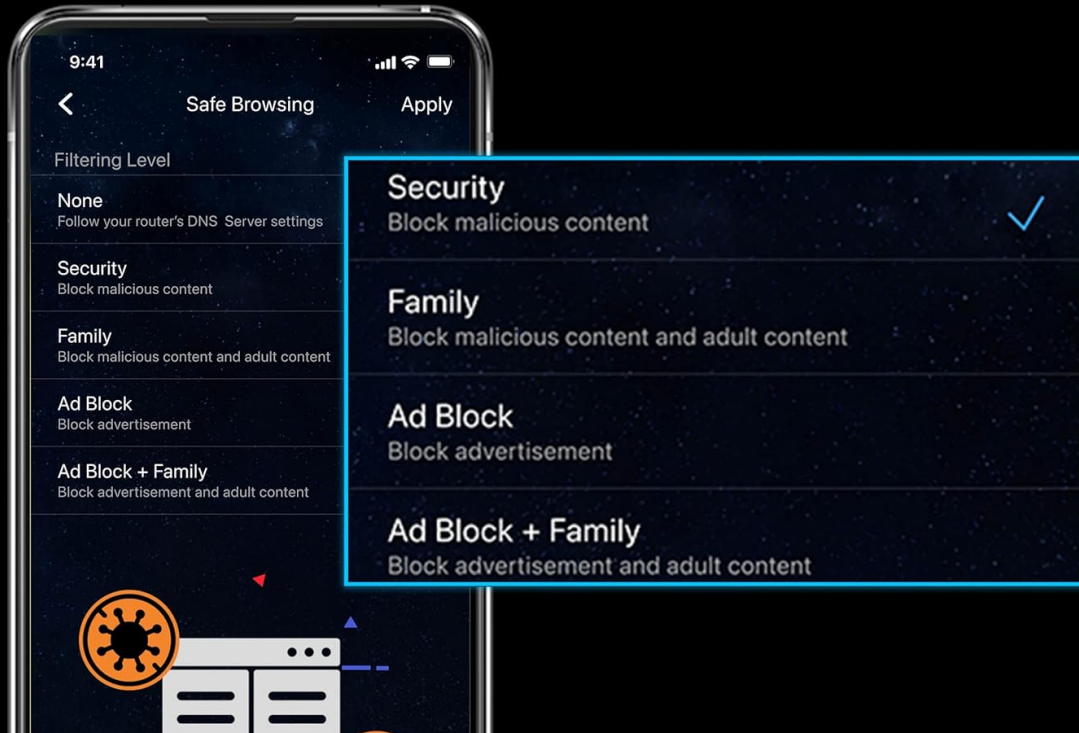 9:41
Safe Browsing
Apply
Filtering Level
None
Follow your router's DNS Server settings
Security
Block malicious content
Family
Block malicious content and adult content
Ad Block
Block advertisement
Ad Block + Family
Block advertisement and adult content
Security
Block malicious content
Family
Block malicious content and adult content
Ad Block
Block advertisement
Ad Block + Family
Block advertisement and adult content